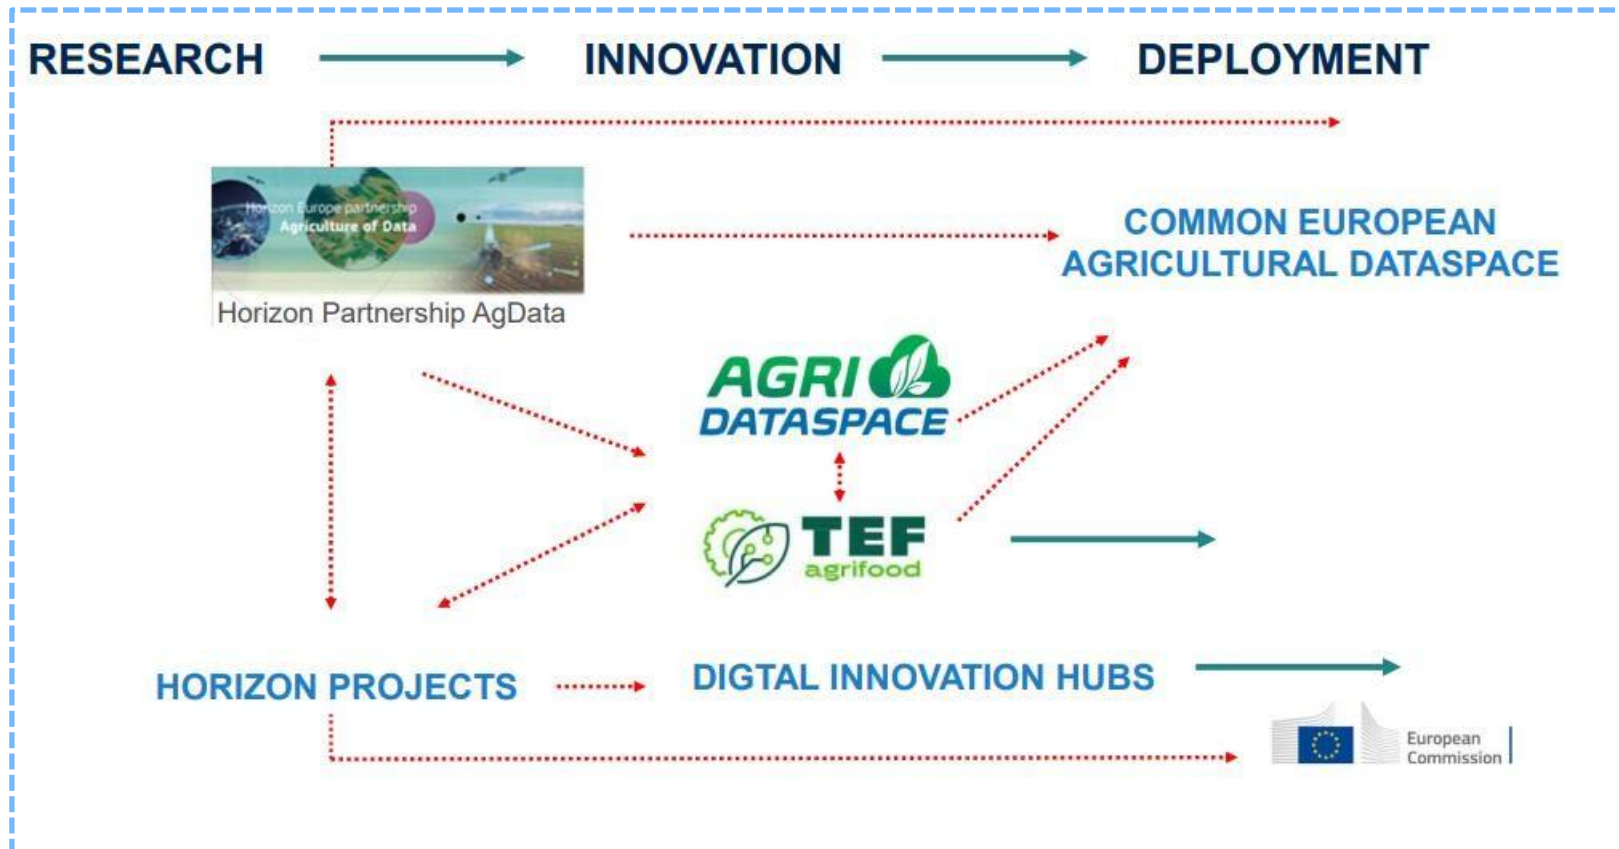 RESEARCH
INNOVATION
DEPLOYMENT
Horizon Europe partnership
Agriculture of Data
Horizon Partnership AgData
COMMON EUROPEAN
AGRICULTURAL DATASPACE
AGRI
DATASPACE
TEF
agrifood
HORIZON PROJECTS
DIGTAL INNOVATION HUBS
European
Commission